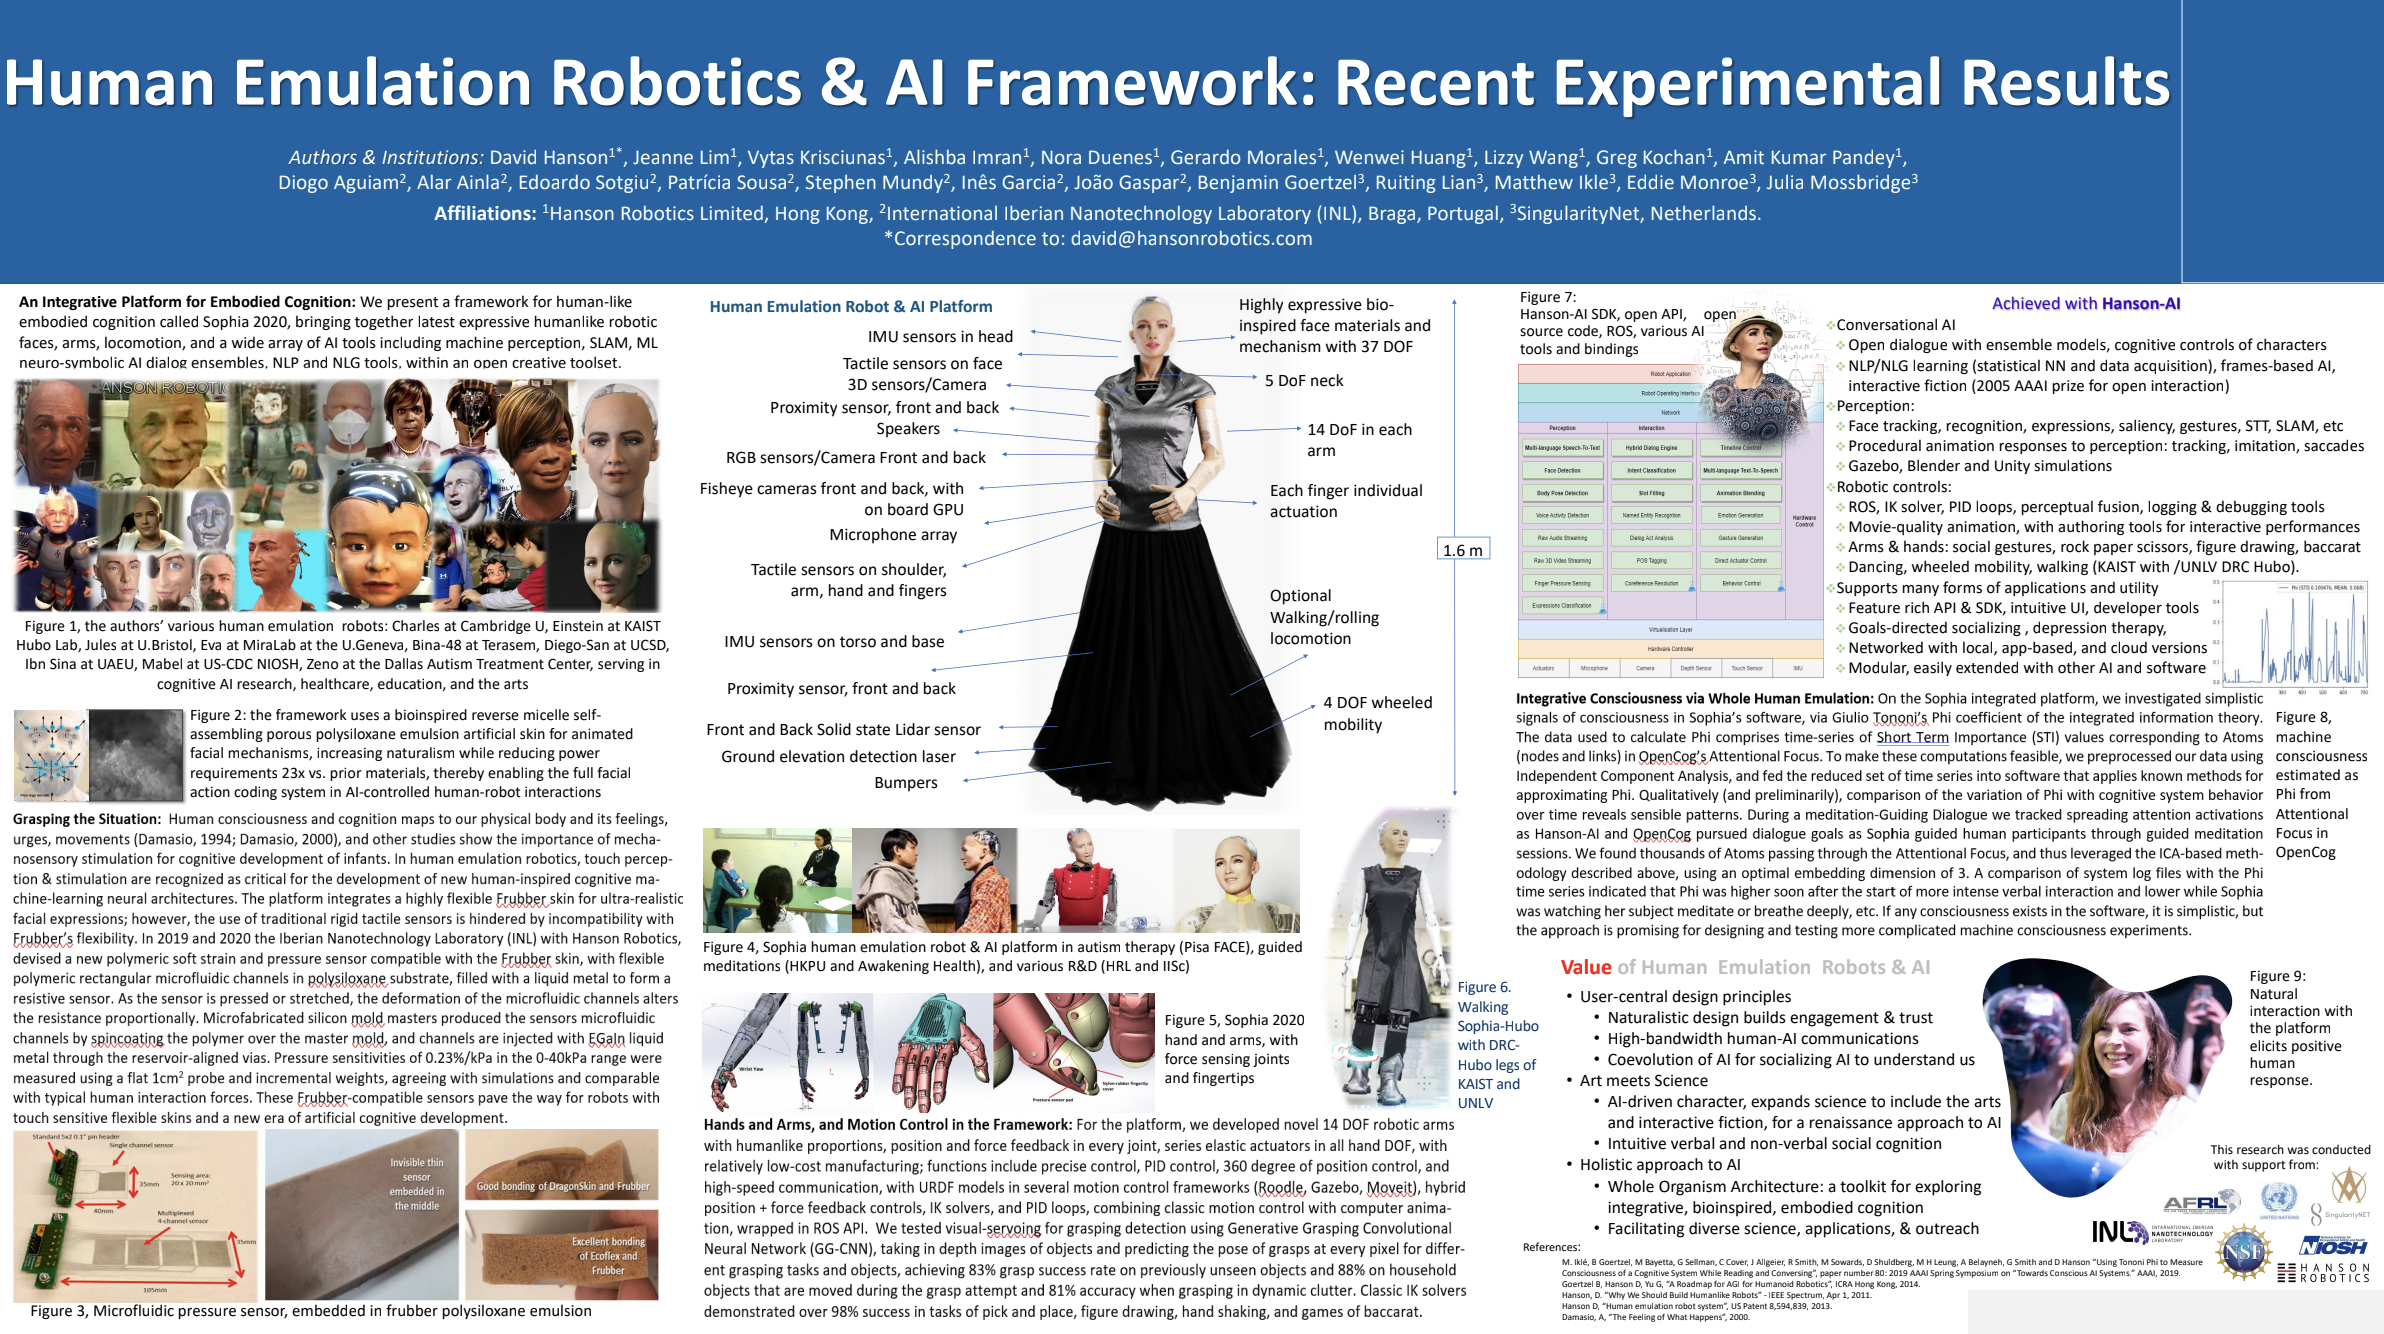 Human Emulation Robotics & AI Framework: Recent Experimental Results
Authors & Institutions: David Hanson1*, Jeanne Lim1, Vytas Krisciunas1, Alishba Imran1, Nora Duenes1, Gerardo Morales1, Wenwei Huang1, Lizzy Wang1, Greg Kochan1, Amit Kumar Pandey1,
Diogo Aguiam2, Alar Ainla2, Edoardo Sotgiu2, Patrícia Sousa2, Stephen Mundy2, Inês Garcia2, João Gaspar2, Benjamin Goertzel3, Ruiting Lian3, Matthew Ikle3, Eddie Monroe3, Julia Mossbridge3
Affiliations: 1Hanson Robotics Limited, Hong Kong, 2International Iberian Nanotechnology Laboratory (INL), Braga, Portugal, 3SingularityNet, Netherlands.
*Correspondence to: david@hansonrobotics.com
An Integrative Platform for Embodied Cognition: We present a framework for human-like
embodied cognition called Sophia 2020, bringing together latest expressive humanlike robotic
faces, arms, locomotion, and a wide array of AI tools including machine perception, SLAM, ML
neuro-symbolic AI dialog ensembles, NLP and NLG tools, within an open creative toolset.
ANSON ROBOTIC
Figure 1, the authors' various human emulation robots: Charles at Cambridge U, Einstein at KAIST
Hubo Lab, Jules at U.Bristol, Eva at MiraLab at the U.Geneva, Bina-48 at Terasem, Diego-San at UCSD,
Ibn Sina at UAEU, Mabel at US-CDC NIOSH, Zeno at the Dallas Autism Treatment Center, serving in
cognitive AI research, healthcare, education, and the arts
Figure 2: the framework uses a bioinspired reverse micelle self-
assembling porous polysiloxane emulsion artificial skin for animated
facial mechanisms, increasing naturalism while reducing power
requirements 23x vs. prior materials, thereby enabling the full facial
action coding system in AI-controlled human-robot interactions
Grasping the Situation: Human consciousness and cognition maps to our physical body and its feelings,
urges, movements (Damasio, 1994; Damasio, 2000), and other studies show the importance of mecha-
nosensory stimulation for cognitive development of infants. In human emulation robotics, touch percep-
tion & stimulation are recognized as critical for the development of new human-inspired cognitive ma-
chine-learning neural architectures. The platform integrates a highly flexible Frubber skin for ultra-realistic
facial expressions; however, the use of traditional rigid tactile sensors is hindered by incompatibility with
Frubber's flexibility. In 2019 and 2020 the Iberian Nanotechnology Laboratory (INL) with Hanson Robotics,
devised a new polymeric soft strain and pressure sensor compatible with the Frubber skin, with flexible
polymeric rectangular microfluidic channels in polysiloxane substrate, filled with a liquid metal to form a
resistive sensor. As the sensor is pressed or stretched, the deformation of the microfluidic channels alters
the resistance proportionally. Microfabricated silicon mold masters produced the sensors microfluidic
channels by spincoating the polymer over the master mold, and channels are injected with EGaIn liquid
metal through the reservoir-aligned vias. Pressure sensitivities of 0.23%/kPa in the 0-40kPa range were
measured using a flat 1cm2 probe and incremental weights, agreeing with simulations and comparable
with typical human interaction forces. These Frubber-compatible sensors pave the way for robots with
touch sensitive flexible skins and a new era of artificial cognitive development.
Standard 5x2 0.1" pin header
Single channel sensor
Sensing area:
20 x 20 mm2
35mm
40mm
Multiplexed
4-channel sensor
35mm
105mm
Invisible thin
sensor
embedded in
the middle
Good bonding of DragonSkin and Frubber
Excellent bonding
of Ecoflex and
Frubber
Figure 3, Microfluidic pressure sensor, embedded in frubber polysiloxane emulsion
Human Emulation Robot & AI Platform
IMU sensors in head
Tactile sensors on face
3D sensors/Camera
Proximity sensor, front and back
Speakers
RGB sensors/Camera Front and back
Fisheye cameras front and back, with
on board GPU
Microphone array
Tactile sensors on shoulder,
arm, hand and fingers
IMU sensors on torso and base
Proximity sensor, front and back
Front and Back Solid state Lidar sensor
Ground elevation detection laser
Bumpers
Highly expressive bio-
inspired face materials and
mechanism with 37 DOF
5 DoF neck
14 DoF in each
arm
Each finger individual
actuation
1.6 m
Optional
Walking/rolling
locomotion
4 DOF wheeled
mobility
Figure 4, Sophia human emulation robot & AI platform in autism therapy (Pisa FACE), guided
meditations (HKPU and Awakening Health), and various R&D (HRL and IISc)
Wrist Yaw
Pressure sensor pad
Nylon-rubber fingertip
cover
Figure 5, Sophia 2020
hand and arms, with
force sensing joints
and fingertips
Figure 6.
Walking
Sophia-Hubo
with DRC-
Hubo legs of
KAIST and
UNLV
Hands and Arms, and Motion Control in the Framework: For the platform, we developed novel 14 DOF robotic arms
with humanlike proportions, position and force feedback in every joint, series elastic actuators in all hand DOF, with
relatively low-cost manufacturing; functions include precise control, PID control, 360 degree of position control, and
high-speed communication, with URDF models in several motion control frameworks (Roodle, Gazebo, Moveit), hybrid
position + force feedback controls, IK solvers, and PID loops, combining classic motion control with computer anima-
tion, wrapped in ROS API. We tested visual-servoing for grasping detection using Generative Grasping Convolutional
Neural Network (GG-CNN), taking in depth images of objects and predicting the pose of grasps at every pixel for differ-
ent grasping tasks and objects, achieving 83% grasp success rate on previously unseen objects and 88% on household
objects that are moved during the grasp attempt and 81% accuracy when grasping in dynamic clutter. Classic IK solvers
demonstrated over 98% success in tasks of pick and place, figure drawing, hand shaking, and games of baccarat.
Figure 7:
Hanson-AI SDK, open API, open
source code, ROS, various AI
tools and bindings
Robot Application
Robot Operating Interface
Network
Perception
Interaction
Multi-language Speech-To-Text
Hybrid Dialog Engine
Timeline Control
Face Detection
Intent Classification
Multi-language Text-To-Speech
Body Pose Detection
Slot Filling
Animation Blending
Voice Activity Detection
Named Entity Recognition
Emotion Generation
Hardware
Control
Raw Audio Streaming
Dialog Act Analysis
Gesture Generation
Raw 3D Video Streaming
POS Tagging
Direct Actuator Control
Finger Pressure Sensing
Coreference Resolution
Behavior Control
Expressions Classification
Virtualisation Layer
Hardware Controller
Actuators
Microphone
Camera
Depth Sensor
Touch Sensor
IMU
Achieved with Hanson-AI
Conversational AI
Open dialogue with ensemble models, cognitive controls of characters
NLP/NLG learning (statistical NN and data acquisition), frames-based AI,
interactive fiction (2005 AAAI prize for open interaction)
Perception:
Face tracking, recognition, expressions, saliency, gestures, STT, SLAM, etc
Procedural animation responses to perception: tracking, imitation, saccades
Gazebo, Blender and Unity simulations
Robotic controls:
ROS, IK solver, PID loops, perceptual fusion, logging & debugging tools
Movie-quality animation, with authoring tools for interactive performances
Arms & hands: social gestures, rock paper scissors, figure drawing, baccarat
Dancing, wheeled mobility, walking (KAIST with /UNLV DRC Hubo).
Supports many forms of applications and utility
Feature rich API & SDK, intuitive UI, developer tools
Goals-directed socializing , depression therapy,
Networked with local, app-based, and cloud versions
Modular, easily extended with other AI and software
Phi (STD 0.100476, MEAN 0.068)
0.5
0.4
0.3
0.2
0.1
0.0
300 400 500 600 700
Integrative Consciousness via Whole Human Emulation: On the Sophia integrated platform, we investigated simplistic
signals of consciousness in Sophia's software, via Giulio Tononi's Phi coefficient of the integrated information theory.
The data used to calculate Phi comprises time-series of Short Term Importance (STI) values corresponding to Atoms
(nodes and links) in OpenCog's Attentional Focus. To make these computations feasible, we preprocessed our data using
Independent Component Analysis, and fed the reduced set of time series into software that applies known methods for
approximating Phi. Qualitatively (and preliminarily), comparison of the variation of Phi with cognitive system behavior
over time reveals sensible patterns. During a meditation-Guiding Dialogue we tracked spreading attention activations
as Hanson-AI and OpenCog pursued dialogue goals as Sophia guided human participants through guided meditation
sessions. We found thousands of Atoms passing through the Attentional Focus, and thus leveraged the ICA-based meth-
odology described above, using an optimal embedding dimension of 3. A comparison of system log files with the Phi
time series indicated that Phi was higher soon after the start of more intense verbal interaction and lower while Sophia
was watching her subject meditate or breathe deeply, etc. If any consciousness exists in the software, it is simplistic, but
the approach is promising for designing and testing more complicated machine consciousness experiments.
Figure 8,
machine
consciousness
estimated as
Phi from
Attentional
Focus in
OpenCog
Value of Human Emulation Robots & AI
• User-central design principles
• Naturalistic design builds engagement & trust
• High-bandwidth human-AI communications
• Coevolution of AI for socializing AI to understand us
• Art meets Science
• AI-driven character, expands science to include the arts
and interactive fiction, for a renaissance approach to AI
• Intuitive verbal and non-verbal social cognition
• Holistic approach to AI
• Whole Organism Architecture: a toolkit for exploring
integrative, bioinspired, embodied cognition
• Facilitating diverse science, applications, & outreach
Figure 9:
Natural
interaction with
the platform
elicits positive
human
response.
This research was conducted
with support from:
AFRL
UNITED NATIONS
SingularityNET
INL INTERNATIONAL IBERIAN
NANOTECHNOLOGY
LABORATORY
NSF
NIOSH
HANSON
ROBOTICS
References:
M. Iklé, B Goertzel, M Bayetta, G Sellman, C Cover, J Allgeier, R Smith, M Sowards, D Shuldberg, M H Leung, A Belayneh, G Smith and D Hanson "Using Tononi Phi to Measure
Consciousness of a Cognitive System While Reading and Conversing", paper number 80: 2019 AAAI Spring Symposium on "Towards Conscious AI Systems." AAAI, 2019.
Goertzel B, Hanson D, Yu G, "A Roadmap for AGI for Humanoid Robotics", ICRA Hong Kong, 2014.
Hanson, D. "Why We Should Build Humanlike Robots" - IEEE Spectrum, Apr 1, 2011.
Hanson D, "Human emulation robot system", US Patent 8,594,839, 2013.
Damasio, A, "The Feeling of What Happens", 2000.